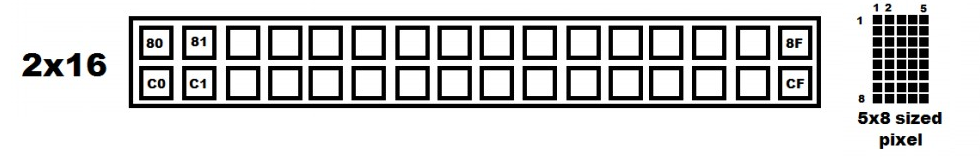 2x16
80 81 8F
C0 C1 CF
1 2 5
1
8
5x8 sized
pixel